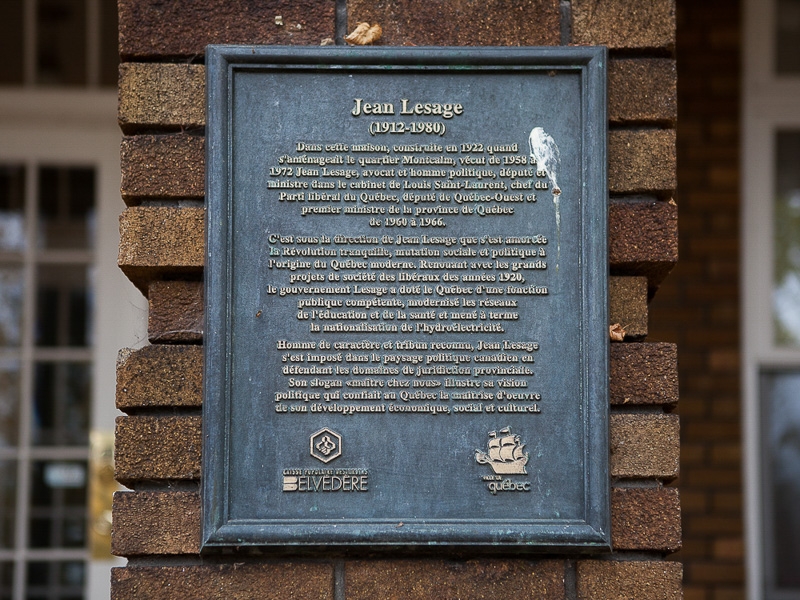 Jean Lesage
(1912-1980)
Dans cette maison, construite en 1922 quand
s'aménageait le quartier Montcalm, vécut de 1958 à
1972 Jean Lesage, avocat et homme politique, député et
ministre dans le cabinet de Louis Saint-Laurent, chef du
Parti libéral du Québec, député de Québec-Ouest et
premier ministre de la province de Québec
de 1960 à 1966.
C'est sous la direction de Jean Lesage que s'est amorcée
la Révolution tranquille, mutation sociale et politique à
l'origine du Québec moderne. Renouant avec les grands
projets de société des libéraux des années 1920,
le gouvernement Lesage a doté le Québec d'une fonction
publique compétente, modernisé les réseaux
de l'éducation et de la santé et mené à terme
la nationalisation de l'hydroélectricité.
Homme de caractère et tribun reconnu, Jean Lesage
s'est imposé dans le paysage politique canadien en
défendant les domaines de juridiction provinciale.
Son slogan «maître chez nous» illustre sa vision
politique qui confiait au Québec la maîtrise d'oeuvre
de son développement économique, social et culturel.
CAISSE POPULAIRE DESJARDINS
BELVÉDÈRE
VILLE DE
québec